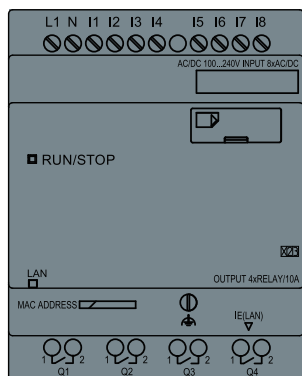 L1 N I1 I2 I3 I4 I5 I6 I7 I8
AC/DC 100...240V INPUT 8xAC/DC
RUN/STOP
LAN
OUTPUT 4xRELAY/10A
MAC ADDRESS
IE(LAN)
1 2 1 2 1 2 1 2
Q1 Q2 Q3 Q4